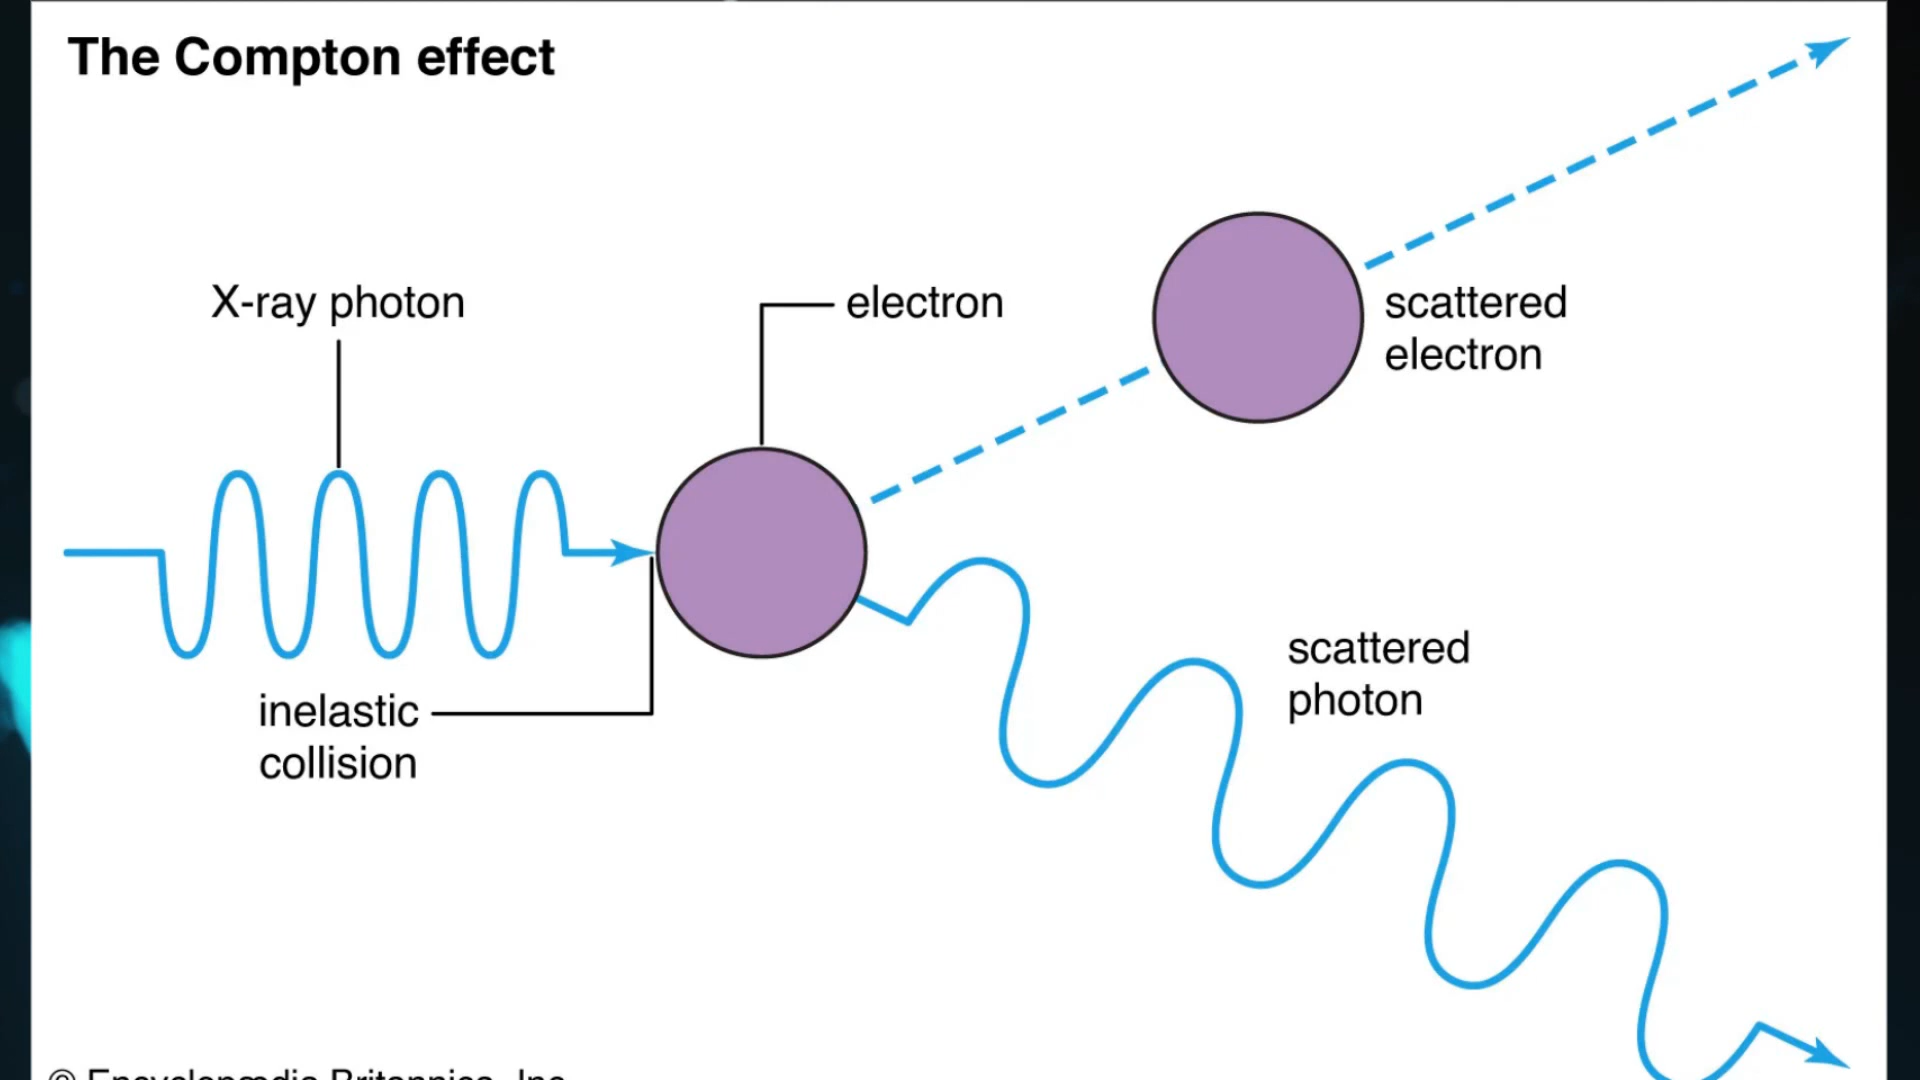 The Compton effect
X-ray photon
electron
scattered
electron
inelastic
collision
scattered
photon
© Encyclopædia Britannica, Inc.